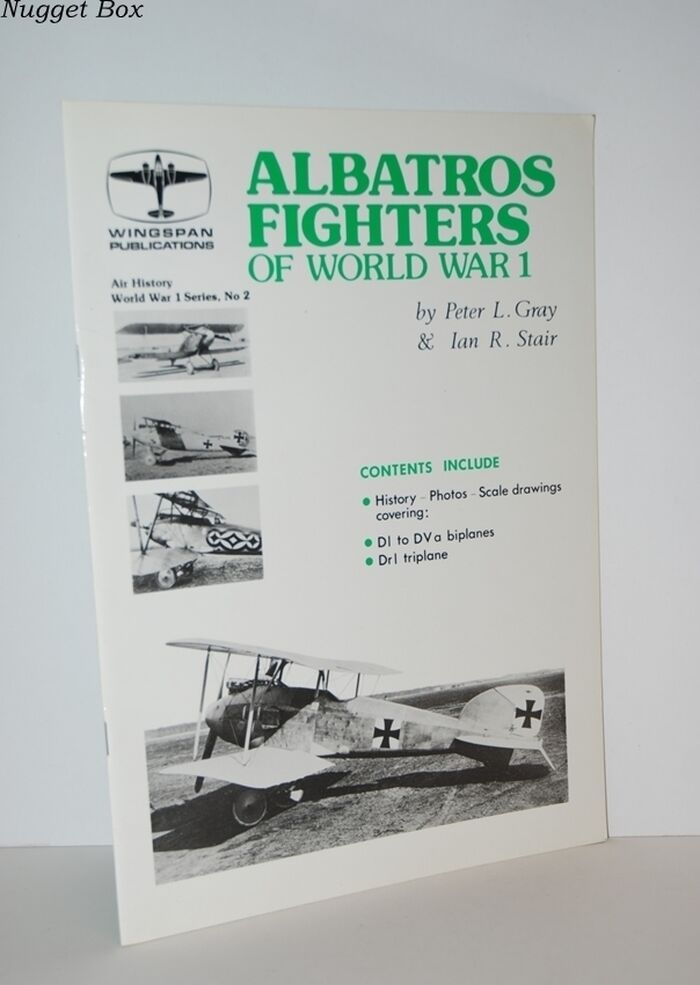 Nugget Box
WINGSPAN
PUBLICATIONS
ALBATROS
FIGHTERS
OF WORLD WAR 1
Air History
World War 1 Series, No 2
by Peter L. Gray
& Ian R. Stair
CONTENTS INCLUDE
• History - Photos - Scale drawings
covering:
• DI to DVa biplanes
• DrI triplane